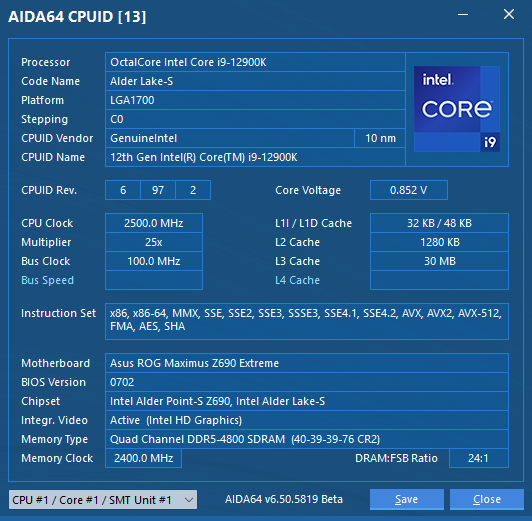 AIDA64 CPUID [13]
Processor OctalCore Intel Core i9-12900K
Code Name Alder Lake-S
Platform LGA1700
Stepping C0
CPUID Vendor GenuineIntel 10 nm
CPUID Name 12th Gen Intel(R) Core(TM) i9-12900K
intel.
CORE
i9
CPUID Rev. 6 97 2 Core Voltage 0.852 V
CPU Clock 2500.0 MHz L1I / L1D Cache 32 KB / 48 KB
Multiplier 25x L2 Cache 1280 KB
Bus Clock 100.0 MHz L3 Cache 30 MB
Bus Speed L4 Cache
Instruction Set x86, x86-64, MMX, SSE, SSE2, SSE3, SSSE3, SSE4.1, SSE4.2, AVX, AVX2, AVX-512,
FMA, AES, SHA
Motherboard Asus ROG Maximus Z690 Extreme
BIOS Version 0702
Chipset Intel Alder Point-S Z690, Intel Alder Lake-S
Integr. Video Active (Intel HD Graphics)
Memory Type Quad Channel DDR5-4800 SDRAM (40-39-39-76 CR2)
Memory Clock 2400.0 MHz DRAM:FSB Ratio 24:1
CPU #1 / Core #1 / SMT Unit #1 AIDA64 v6.50.5819 Beta Save Close